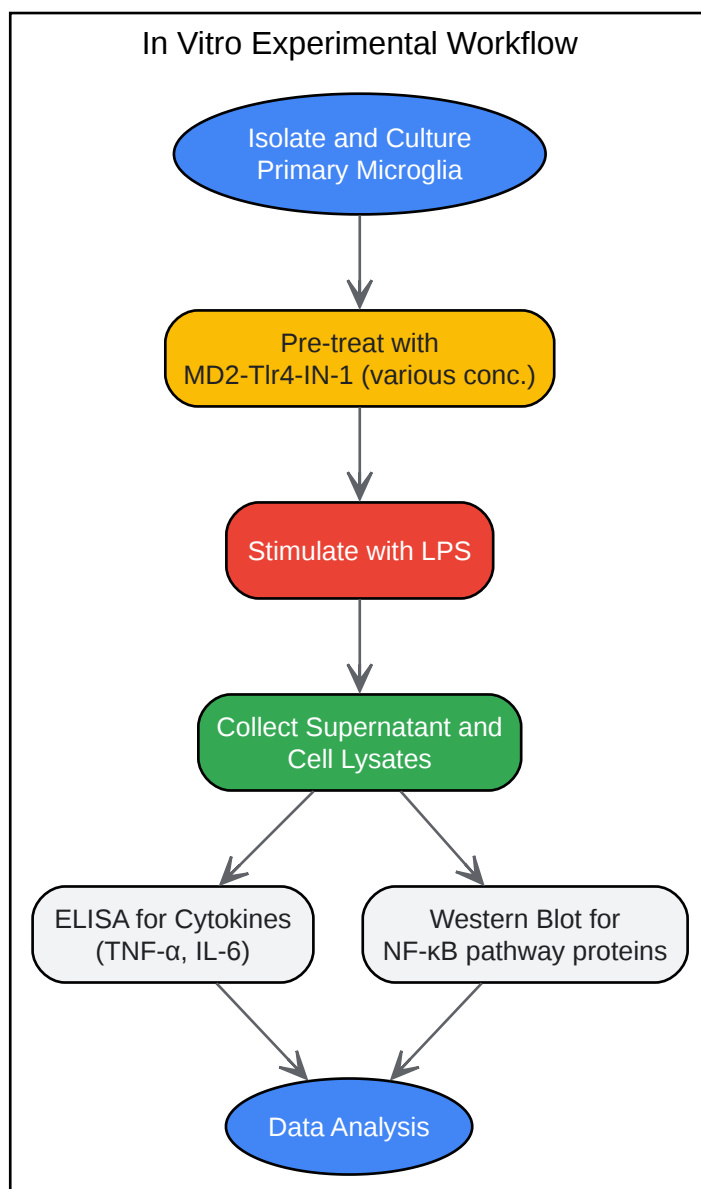 In Vitro Experimental Workflow
Isolate and Culture
Primary Microglia
Pre-treat with
MD2-Tlr4-IN-1 (various conc.)
Stimulate with LPS
Collect Supernatant and
Cell Lysates
ELISA for Cytokines
(TNF-α, IL-6)
Western Blot for
NF-κB pathway proteins
Data Analysis